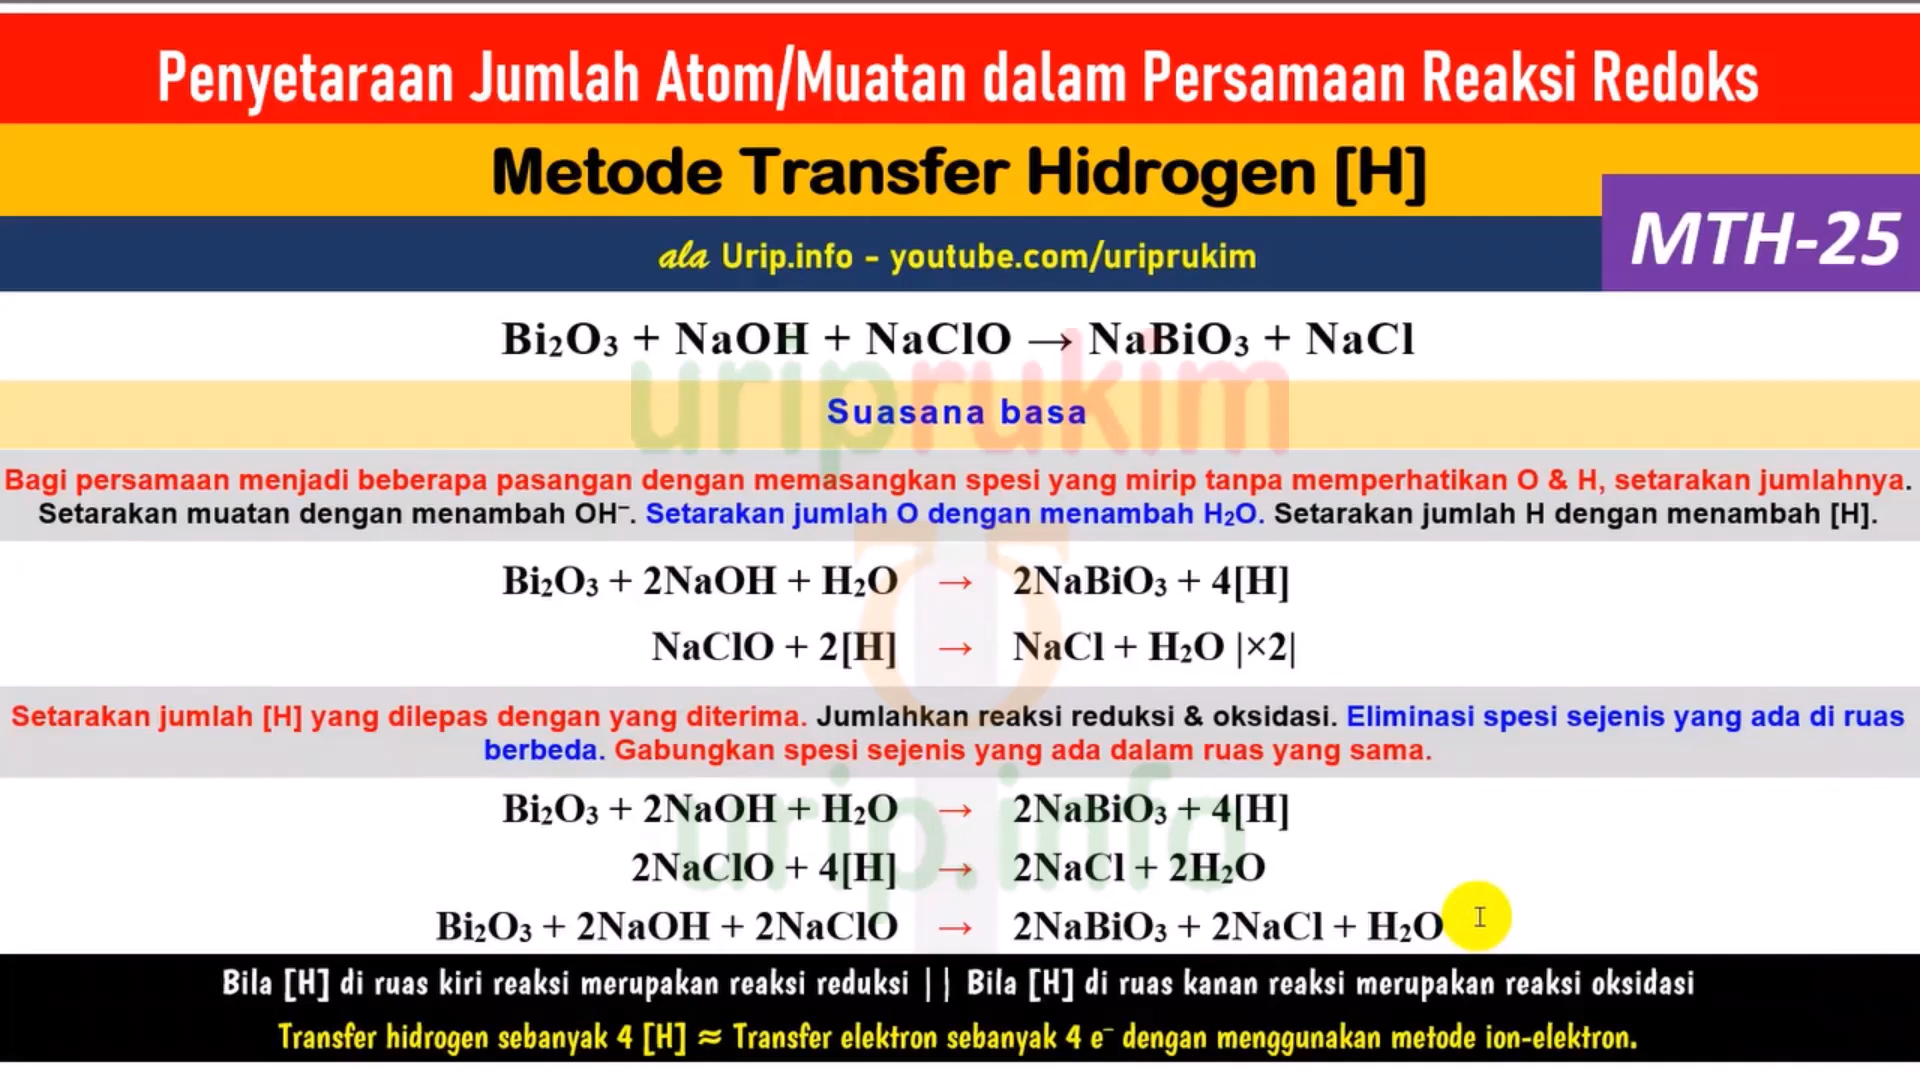 Penyetaraan Jumlah Atom/Muatan dalam Persamaan Reaksi Redoks
Metode Transfer Hidrogen [H]
MTH-25
ala Urip.info - youtube.com/uriprukim
Bi₂O₃ + NaOH + NaClO → NaBiO₃ + NaCl
uriprukim
Suasana basa
Bagi persamaan menjadi beberapa pasangan dengan memasangkan spesi yang mirip tanpa memperhatikan O & H, setarakan jumlahnya.
Setarakan muatan dengan menambah OH⁻. Setarakan jumlah O dengan menambah H₂O. Setarakan jumlah H dengan menambah [H].
Bi₂O₃ + 2NaOH + H₂O → 2NaBiO₃ + 4[H]
NaClO + 2[H] → NaCl + H₂O |×2|
Setarakan jumlah [H] yang dilepas dengan yang diterima. Jumlahkan reaksi reduksi & oksidasi. Eliminasi spesi sejenis yang ada di ruas
berbeda. Gabungkan spesi sejenis yang ada dalam ruas yang sama.
urip.info
Bi₂O₃ + 2NaOH + H₂O → 2NaBiO₃ + 4[H]
2NaClO + 4[H] → 2NaCl + 2H₂O
Bi₂O₃ + 2NaOH + 2NaClO → 2NaBiO₃ + 2NaCl + H₂O
Bila [H] di ruas kiri reaksi merupakan reaksi reduksi || Bila [H] di ruas kanan reaksi merupakan reaksi oksidasi
Transfer hidrogen sebanyak 4 [H] ≈ Transfer elektron sebanyak 4 e⁻ dengan menggunakan metode ion-elektron.